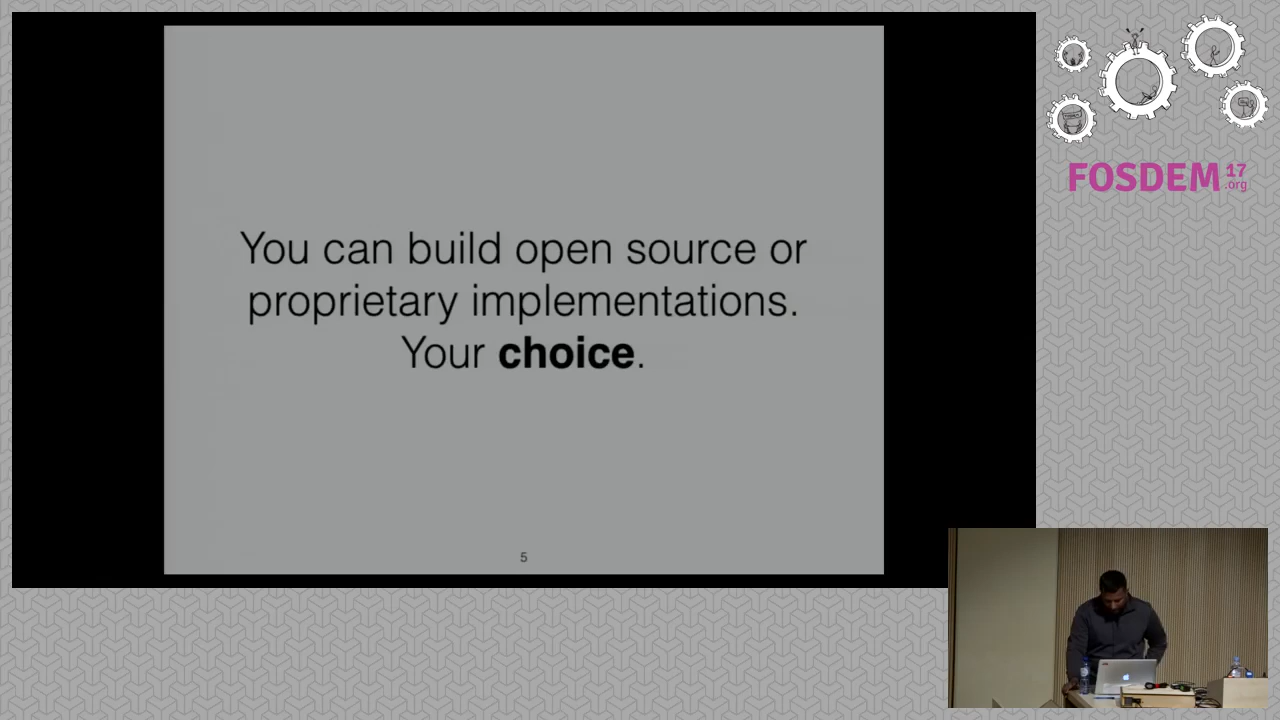 You can build open source or
proprietary implementations.
Your choice.
5
FOSDEM 17
.org